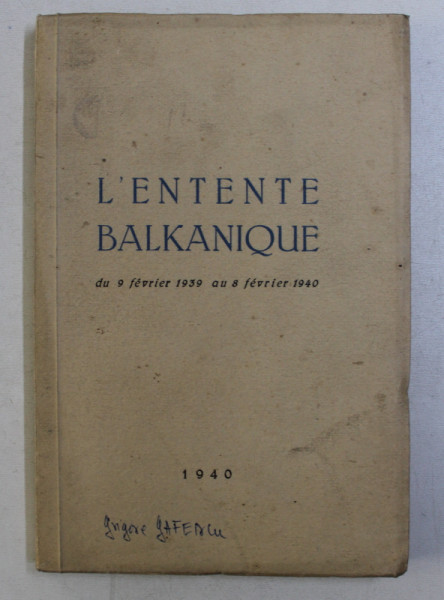 L'ENTENTE
BALKANIQUE
du 9 février 1939 au 8 février 1940
1940
Grigore GAFENCU